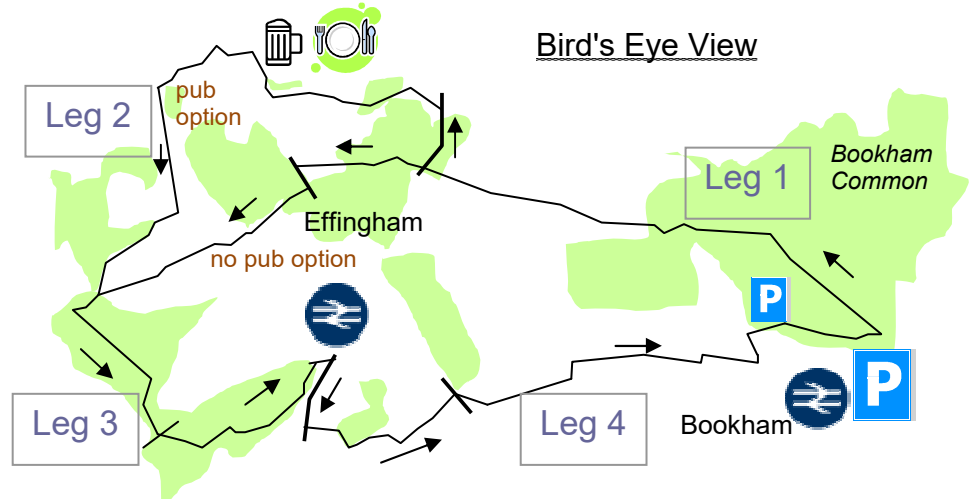 Bird's Eye View
pub
option
Leg 2
Bookham
Common
Leg 1
Effingham
no pub option
P
P
Leg 3
Leg 4
Bookham